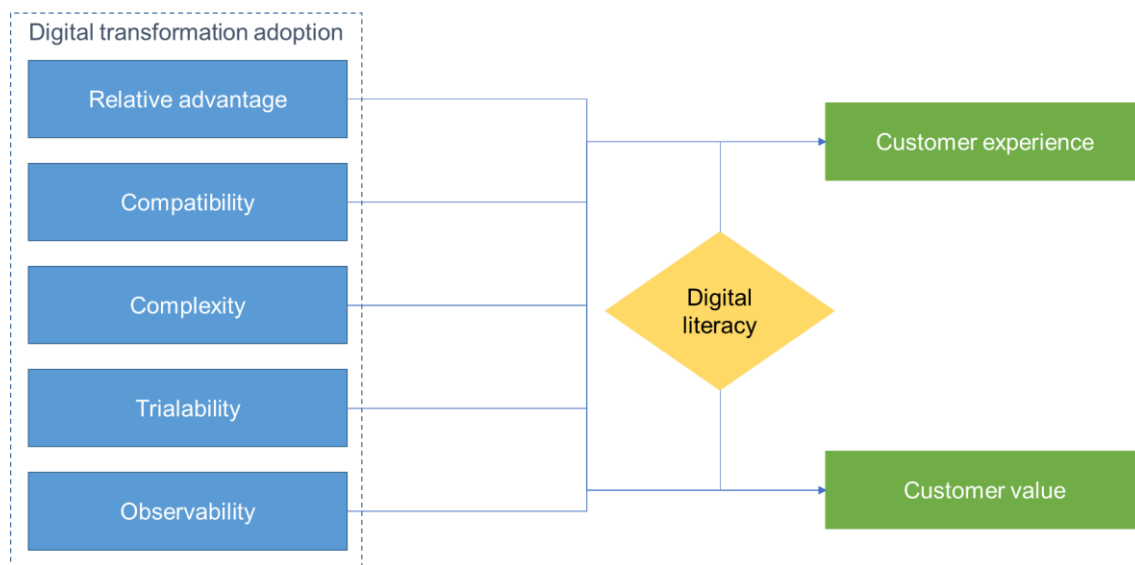 Digital transformation adoption
Relative advantage
Compatibility
Complexity
Trialability
Observability
Digital
literacy
Customer experience
Customer value